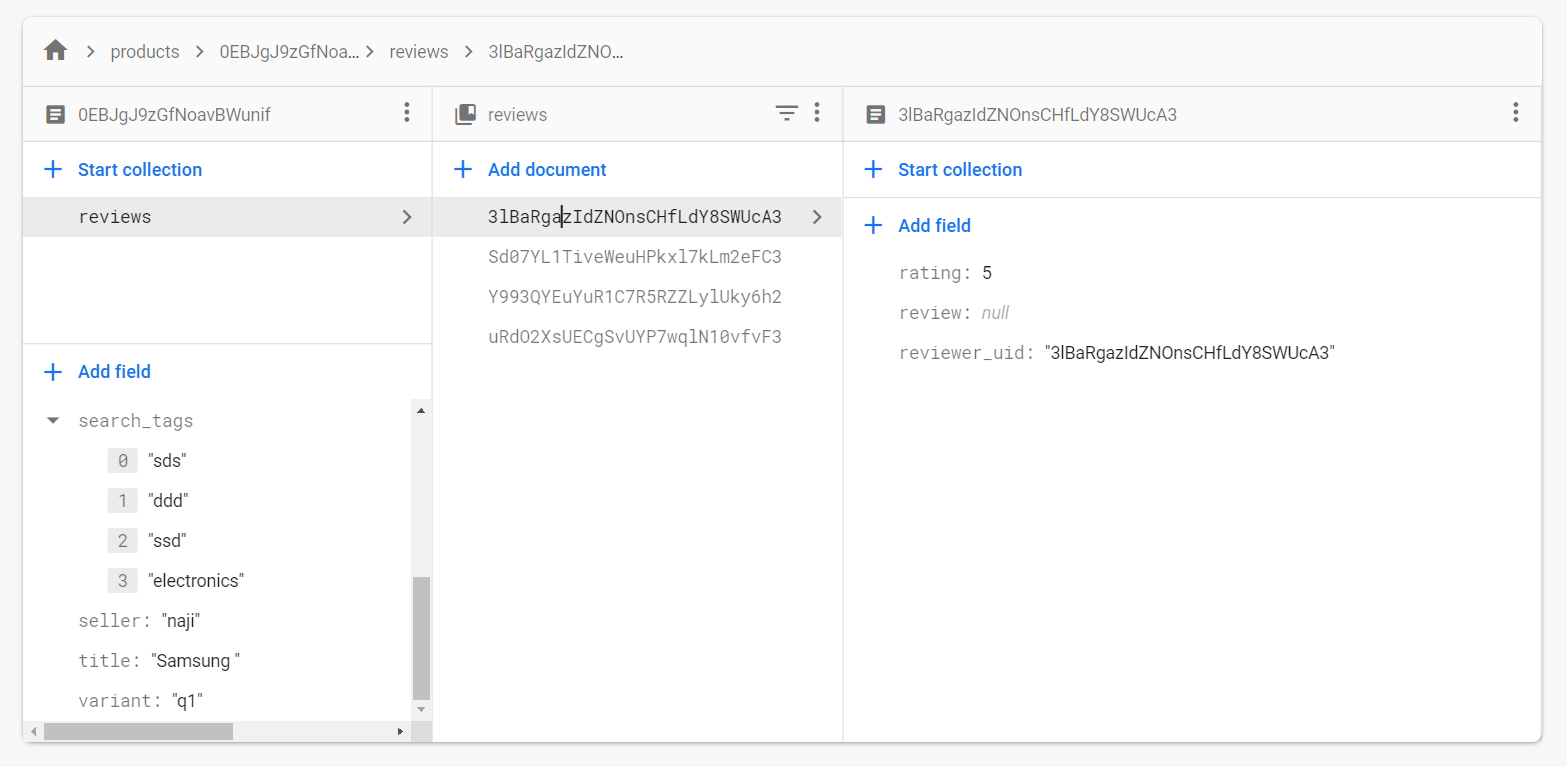 products 0EBJgJ9zGfNoa... reviews 3lBaRgazIdZNO...
0EBJgJ9zGfNoavBWunif
Start collection
reviews
Add field
search_tags
0 "sds"
1 "ddd"
2 "ssd"
3 "electronics"
seller: "naji"
title: "Samsung "
variant: "q1"
reviews
Add document
3lBaRgazIdZNOnsCHfLdY8SWUcA3
Sd07YL1TiveWeuHPkxl7kLm2eFC3
Y993QYEuYuR1C7R5RZZLylUky6h2
uRdO2XsUECgSvUYP7wqlN10vfvF3
3lBaRgazIdZNOnsCHfLdY8SWUcA3
Start collection
Add field
rating: 5
review: null
reviewer_uid: "3lBaRgazIdZNOnsCHfLdY8SWUcA3"